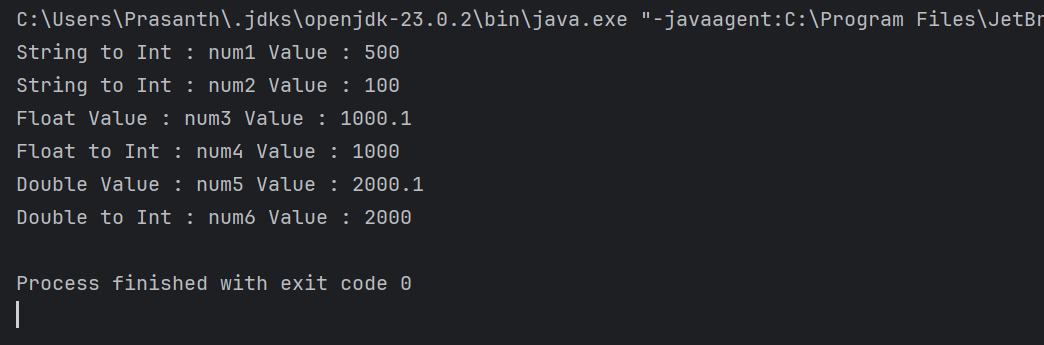 C:\Users\Prasanth\.jdks\openjdk-23.0.2\bin\java.exe "-javaagent:C:\Program Files\JetBr
String to Int : num1 Value : 500
String to Int : num2 Value : 100
Float Value : num3 Value : 1000.1
Float to Int : num4 Value : 1000
Double Value : num5 Value : 2000.1
Double to Int : num6 Value : 2000
Process finished with exit code 0